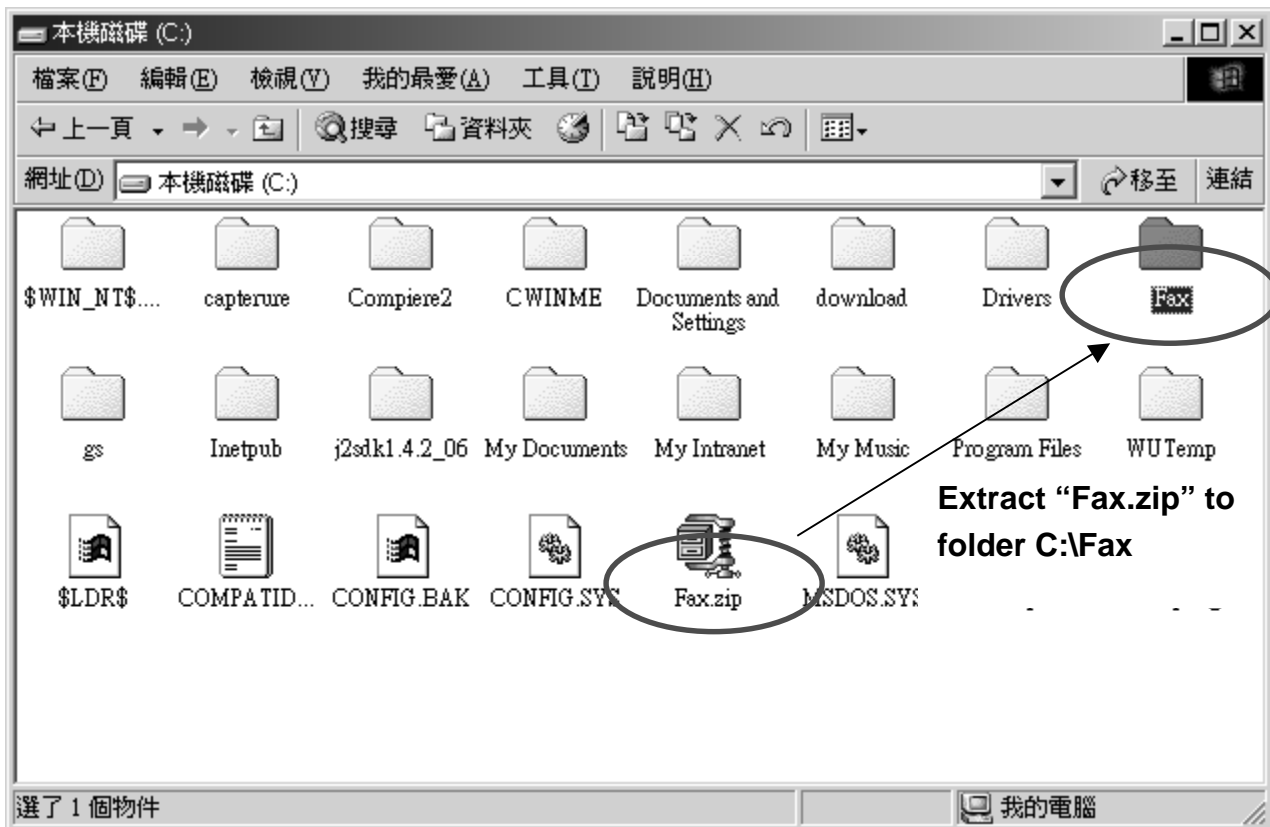 本機磁碟 (C:)
檔案(F) 編輯(E) 檢視(V) 我的最愛(A) 工具(T) 說明(H)
上一頁 搜尋 資料夾
網址(D) 本機磁碟 (C:) 移至 連結
$WIN_NT$.... capterure Compiere2 CWINME Documents and Settings download Drivers Fax
gs Inetpub j2sdk1.4.2_06 My Documents My Intranet My Music Program Files WUTemp
Extract “Fax.zip” to
folder C:\Fax
$LDR$ COMPATID... CONFIG.BAK CONFIG.SYS Fax.zip MSDOS.SYS
選了 1 個物件 我的電腦